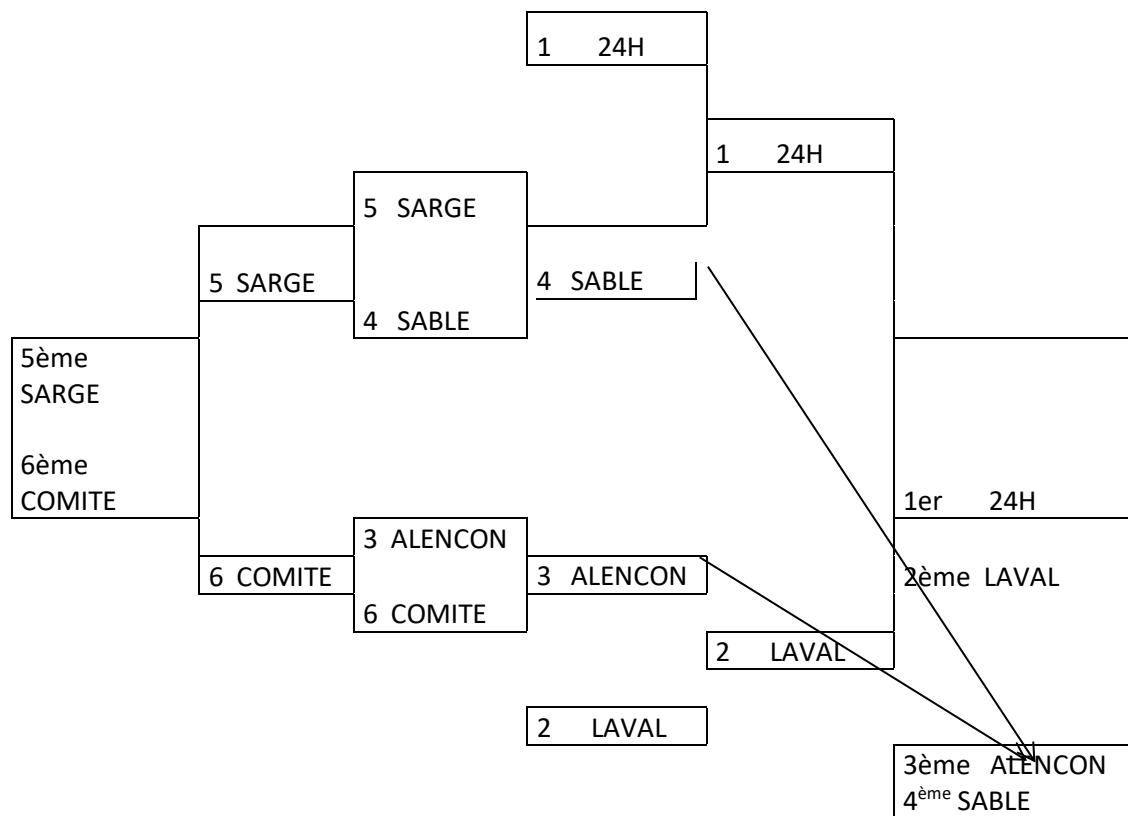 1 24H
1 24H
5 SARGE
5 SARGE
4 SABLE
4 SABLE
5ème
SARGE
6ème
COMITE
1er 24H
3 ALENCON
6 COMITE
3 ALENCON
2ème LAVAL
6 COMITE
2 LAVAL
2 LAVAL
3ème ALENCON
4ème SABLE